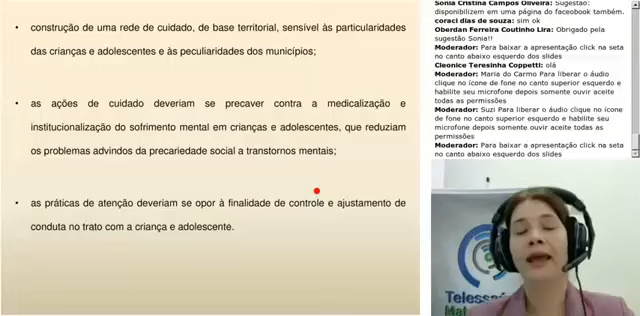 • construção de uma rede de cuidado, de base territorial, sensível às particularidades
das crianças e adolescentes e às peculiaridades dos municípios;
• as ações de cuidado deveriam se precaver contra a medicalização e
institucionalização do sofrimento mental em crianças e adolescentes, que reduziam
os problemas advindos da precariedade social a transtornos mentais;
• as práticas de atenção deveriam se opor à finalidade de controle e ajustamento de
conduta no trato com a criança e adolescente.
Sonia Cristina Campos Oliveira: Sugestão:
disponibilizem em uma página do faceobook também.
coraci dias de souza: sim ok
Oberdan Ferreira Coutinho Lira: Obrigado pela
sugestão Sonia!!
Moderador: Para baixar a apresentação click na seta
no canto abaixo esquerdo dos slides
Cleonice Teresinha Coppetti: olá
Moderador: Maria do Carmo Para liberar o áudio
clique no ícone de fone no canto superior esquerdo e
habilite seu microfone depois somente ouvir aceite
todas as permissões
Moderador: Suzi Para liberar o áudio clique no ícone
de fone no canto superior esquerdo e habilite seu
microfone depois somente ouvir aceite todas as
permissões
Moderador: Para baixar a apresentação click na seta
no canto abaixo esquerdo dos slides
Telessa
Mat